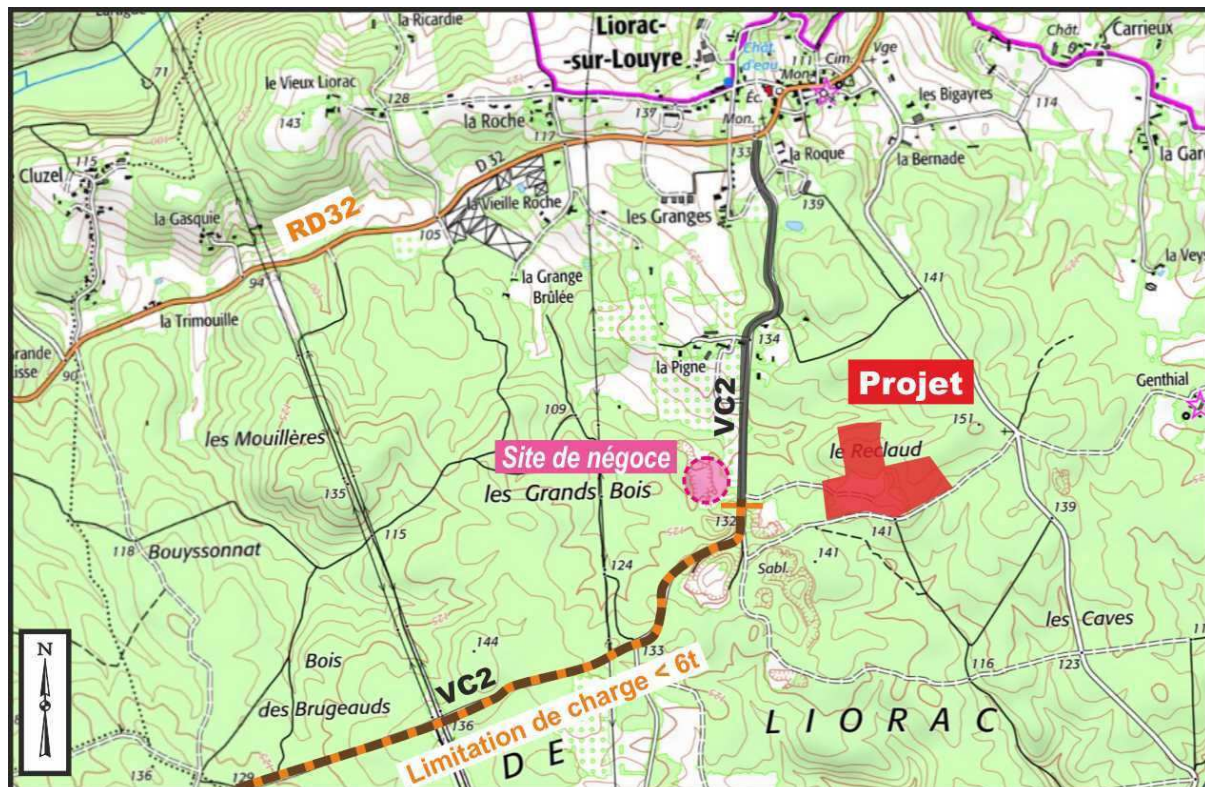 la Ricardie
Liorac
-sur-Louyre
Chât.
d'eau
111
Mon.
Cim.
Vge
Chât.
Carrieux
71
le Vieux Liorac
128
143
la Roche
137
Éc.
les Bigayres
114
117
Mon.
D 32
133
la Roque
la Bernade
115
Cluzel
la Gasquie
RD32
105
la Vieille Roche
les Granges
139
94
la Grange
Brûlée
141
la Trimouille
134
90
la Pigne
VC2
Projet
Genthial
109
151
les Mouillères
le Reclaud
Site de négoce
les Grands Bois
135
132
141
139
115
118
Bouyssonnat
124
Sabl.
141
les Caves
N
144
133
116
123
Bois
des Brugeauds
VC2
Limitation de charge < 6t
136
DE
LIORAC
136
129